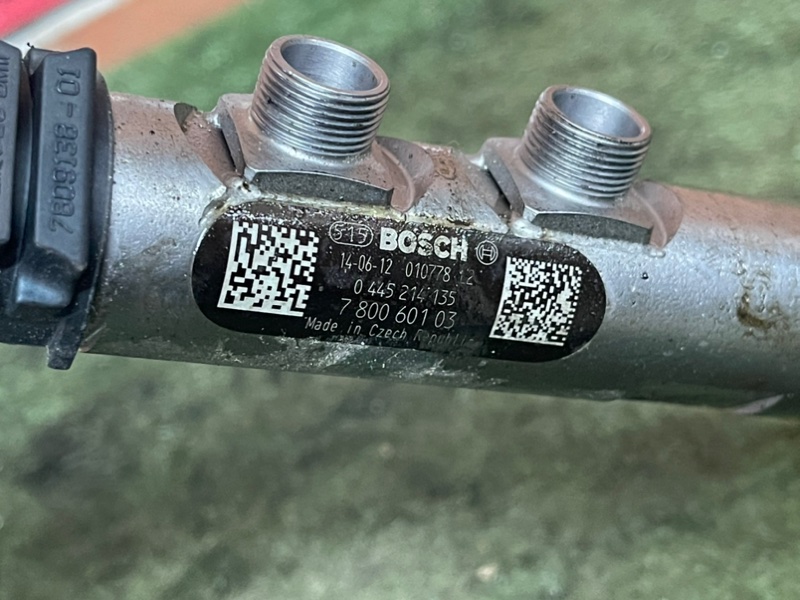 7809138-01
515 BOSCH
14-06-12 010778 12
0 445 214 135
7 800 601 03
Made in Czech Republic